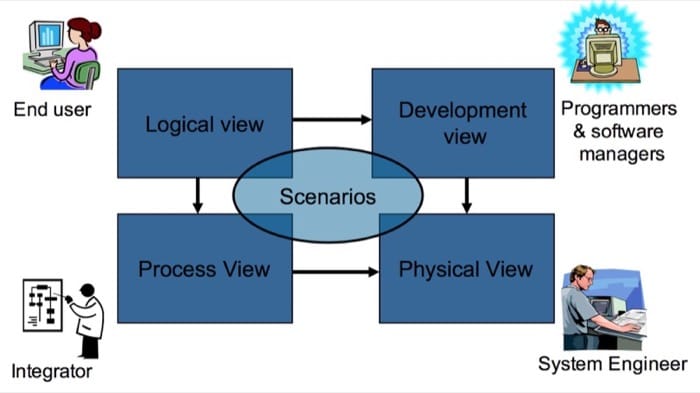 End user
Logical view
Development
view
Programmers
& software
managers
Scenarios
Process View
Physical View
Integrator
System Engineer